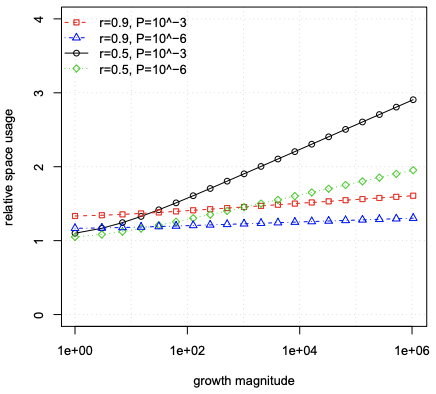 r=0.9, P=10^−3
r=0.9, P=10^−6
r=0.5, P=10^−3
r=0.5, P=10^−6
relative space usage
4
3
2
1
0
1e+00
1e+02
1e+04
1e+06
growth magnitude